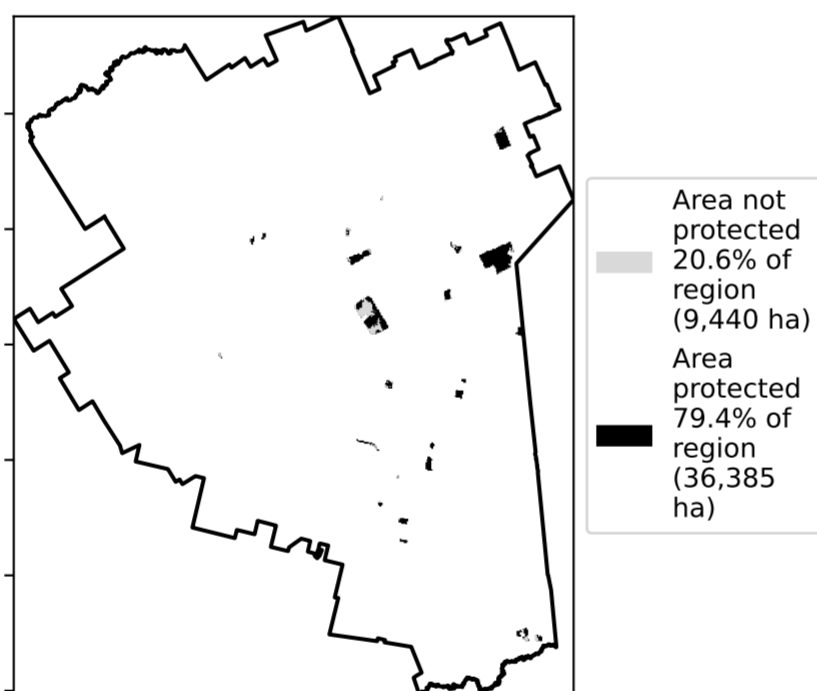 Area not
protected
20.6% of
region
(9,440 ha)
Area
protected
79.4% of
region
(36,385
ha)